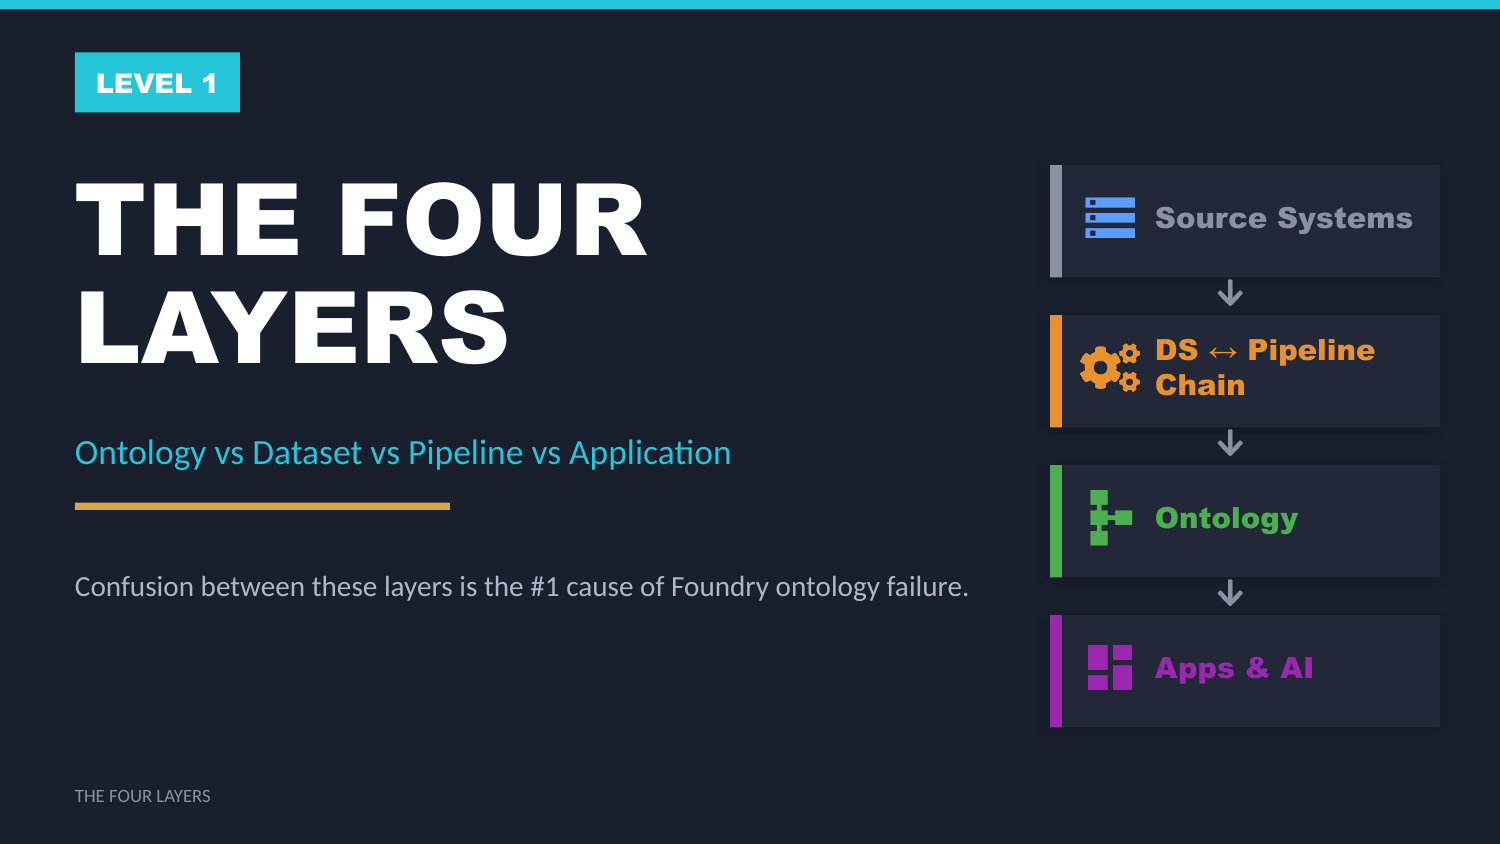 LEVEL 1
THE FOUR
LAYERS
Ontology vs Dataset vs Pipeline vs Application
Confusion between these layers is the #1 cause of Foundry ontology failure.
Source Systems
DS ↔ Pipeline
Chain
Ontology
Apps & AI
THE FOUR LAYERS